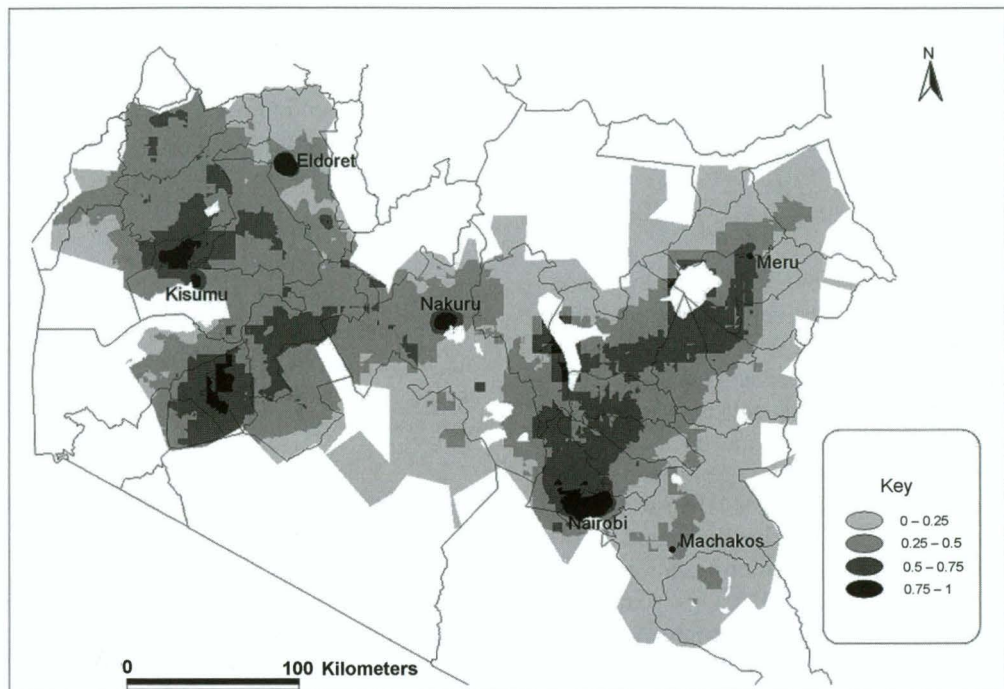 N
Eldoret
Meru
Kisumu
Nakuru
Nairobi
Machakos
Key
0 – 0.25
0.25 – 0.5
0.5 – 0.75
0.75 – 1
0
100 Kilometers